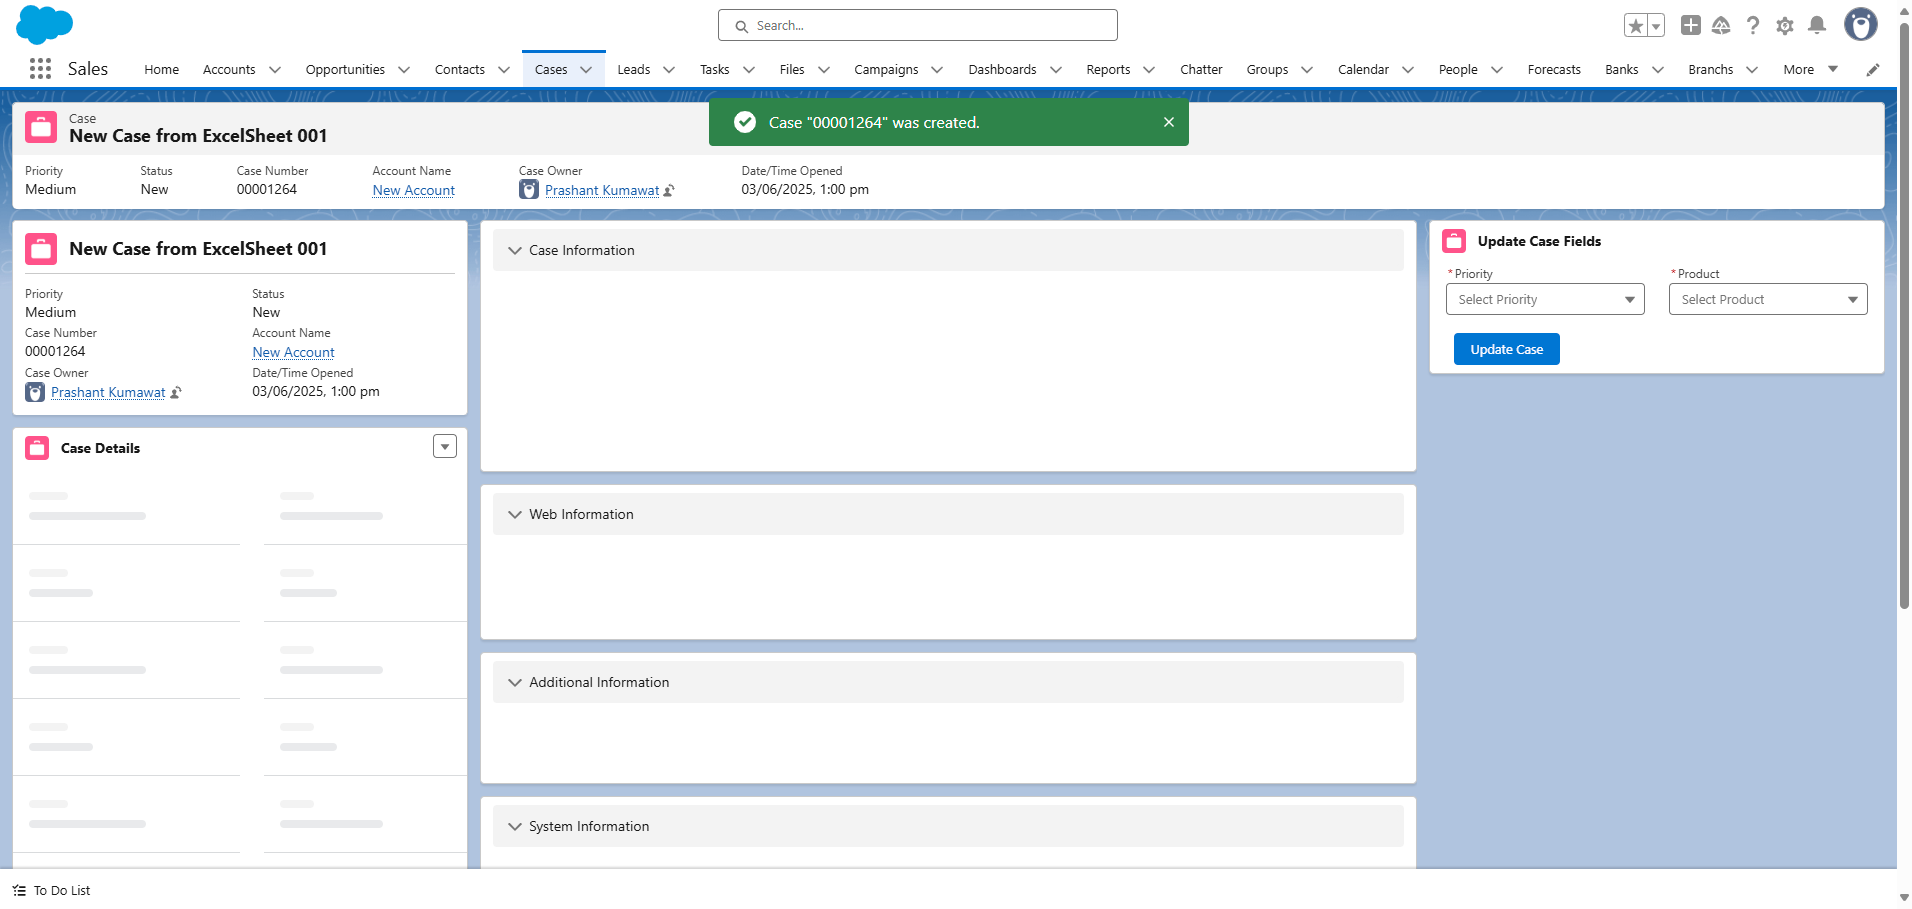 Search...
Sales
Home
Accounts
Opportunities
Contacts
Cases
Leads
Tasks
Files
Campaigns
Dashboards
Reports
Chatter
Groups
Calendar
People
Forecasts
Banks
Branchs
More
Case
New Case from ExcelSheet 001
Case "00001264" was created.
Priority
Medium
Status
New
Case Number
00001264
Account Name
New Account
Case Owner
Prashant Kumawat
Date/Time Opened
03/06/2025, 1:00 pm
New Case from ExcelSheet 001
Priority
Medium
Status
New
Case Number
00001264
Account Name
New Account
Case Owner
Prashant Kumawat
Date/Time Opened
03/06/2025, 1:00 pm
Case Details
Case Information
Web Information
Additional Information
System Information
Update Case Fields
*Priority
Select Priority
*Product
Select Product
Update Case
To Do List